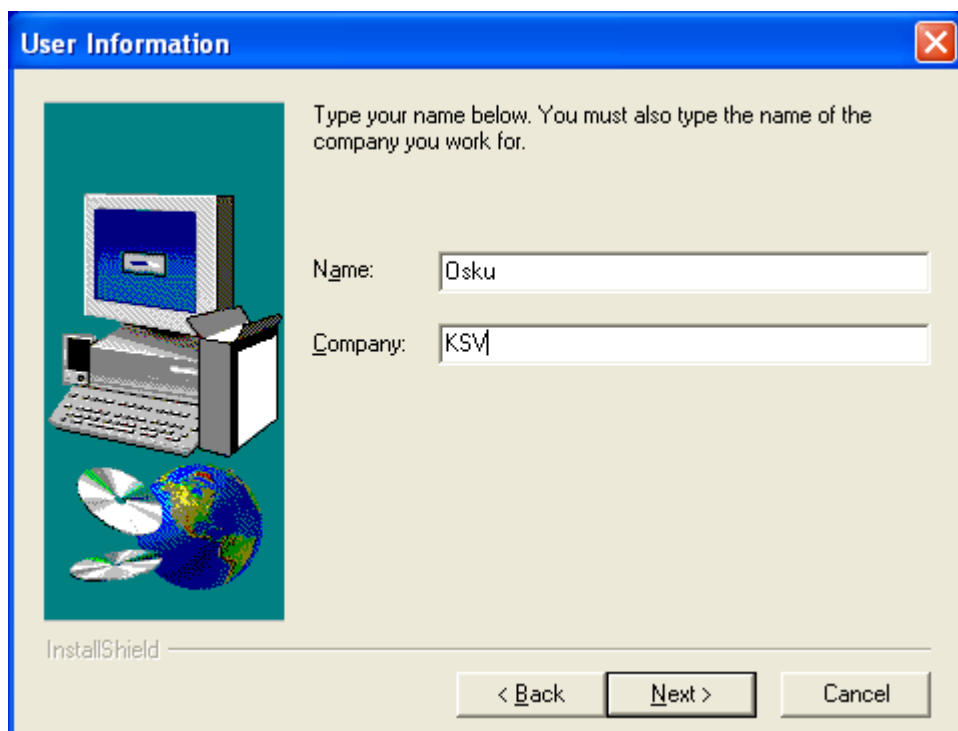 User Information
Type your name below. You must also type the name of the
company you work for.
Name: Osku
Company: KSV
InstallShield
< Back Next > Cancel